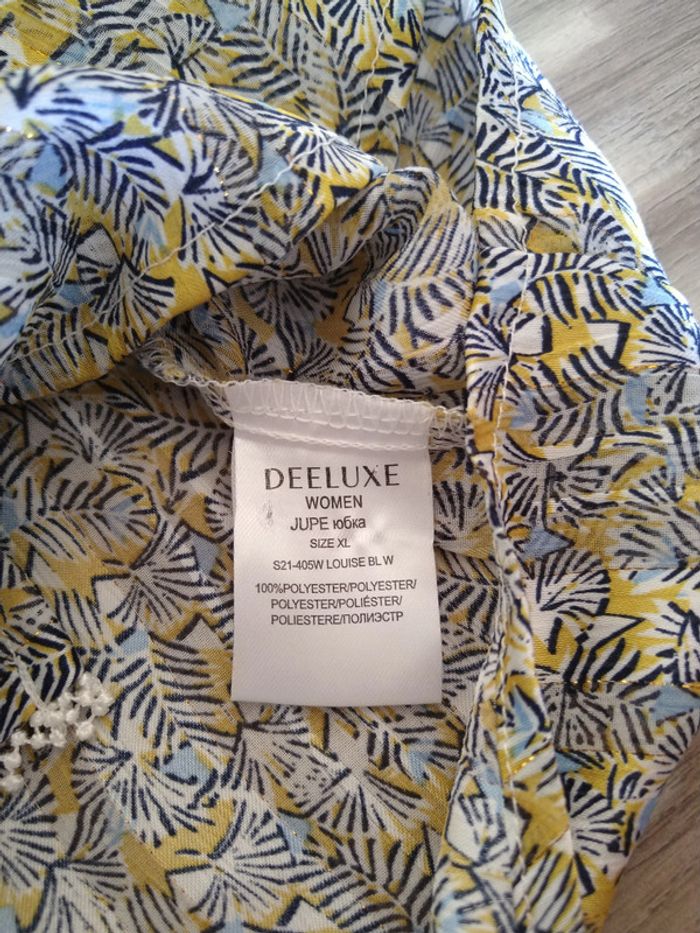 DEELUXE
WOMEN
JUPE юбка
SIZE XL
S21-405W LOUISE BL W
100%POLYESTER/POLYESTER/
POLYESTER/POLIÉSTER/
POLIESTERE/ПОЛИЭСТР